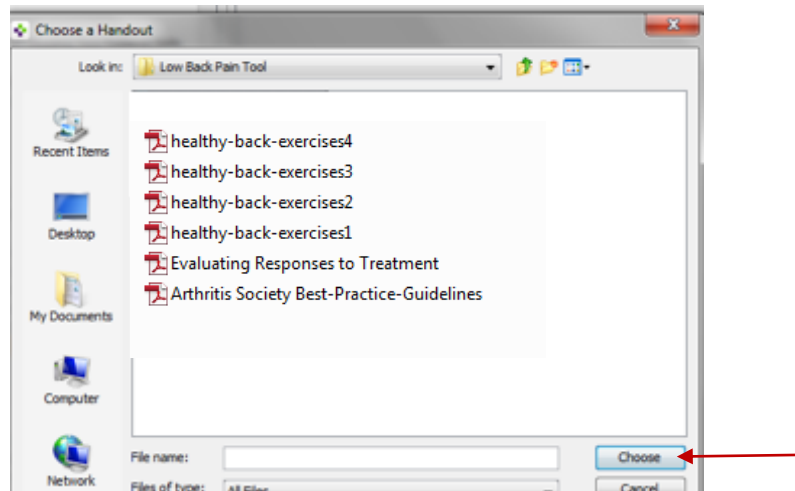 Choose a Handout
Look in: Low Back Pain Tool
Recent Items
healthy-back-exercises4
healthy-back-exercises3
healthy-back-exercises2
Desktop
healthy-back-exercises1
Evaluating Responses to Treatment
My Documents
Arthritis Society Best-Practice-Guidelines
Computer
Network
File name: Choose
Files of type: All Files Cancel